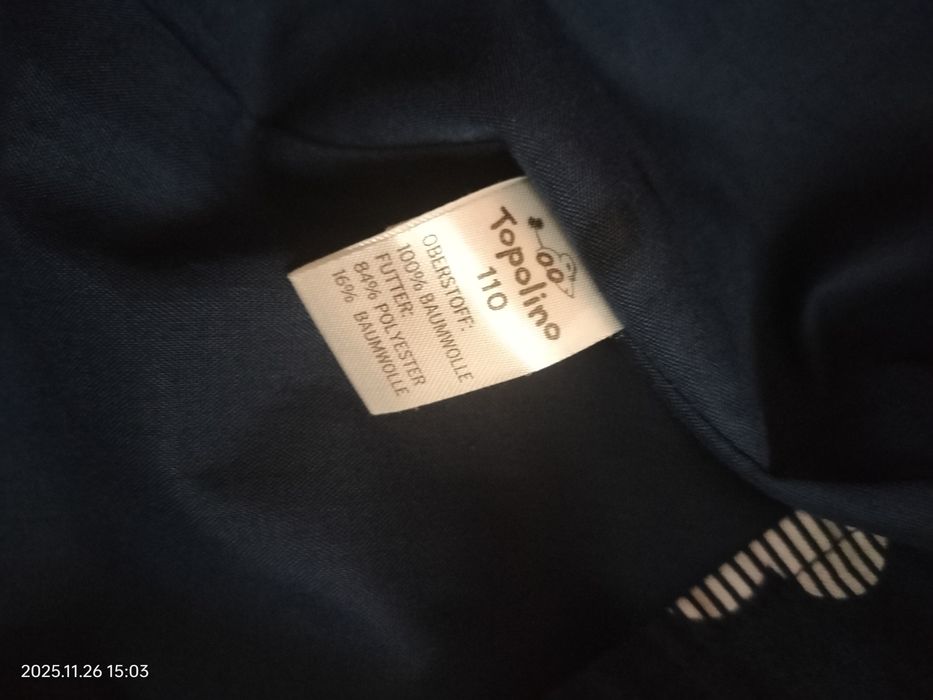 Topolino
110
OBERSTOFF:
100% BAUMWOLLE
FUTTER:
84% POLYESTER
16% BAUMWOLLE
2025.11.26 15:03